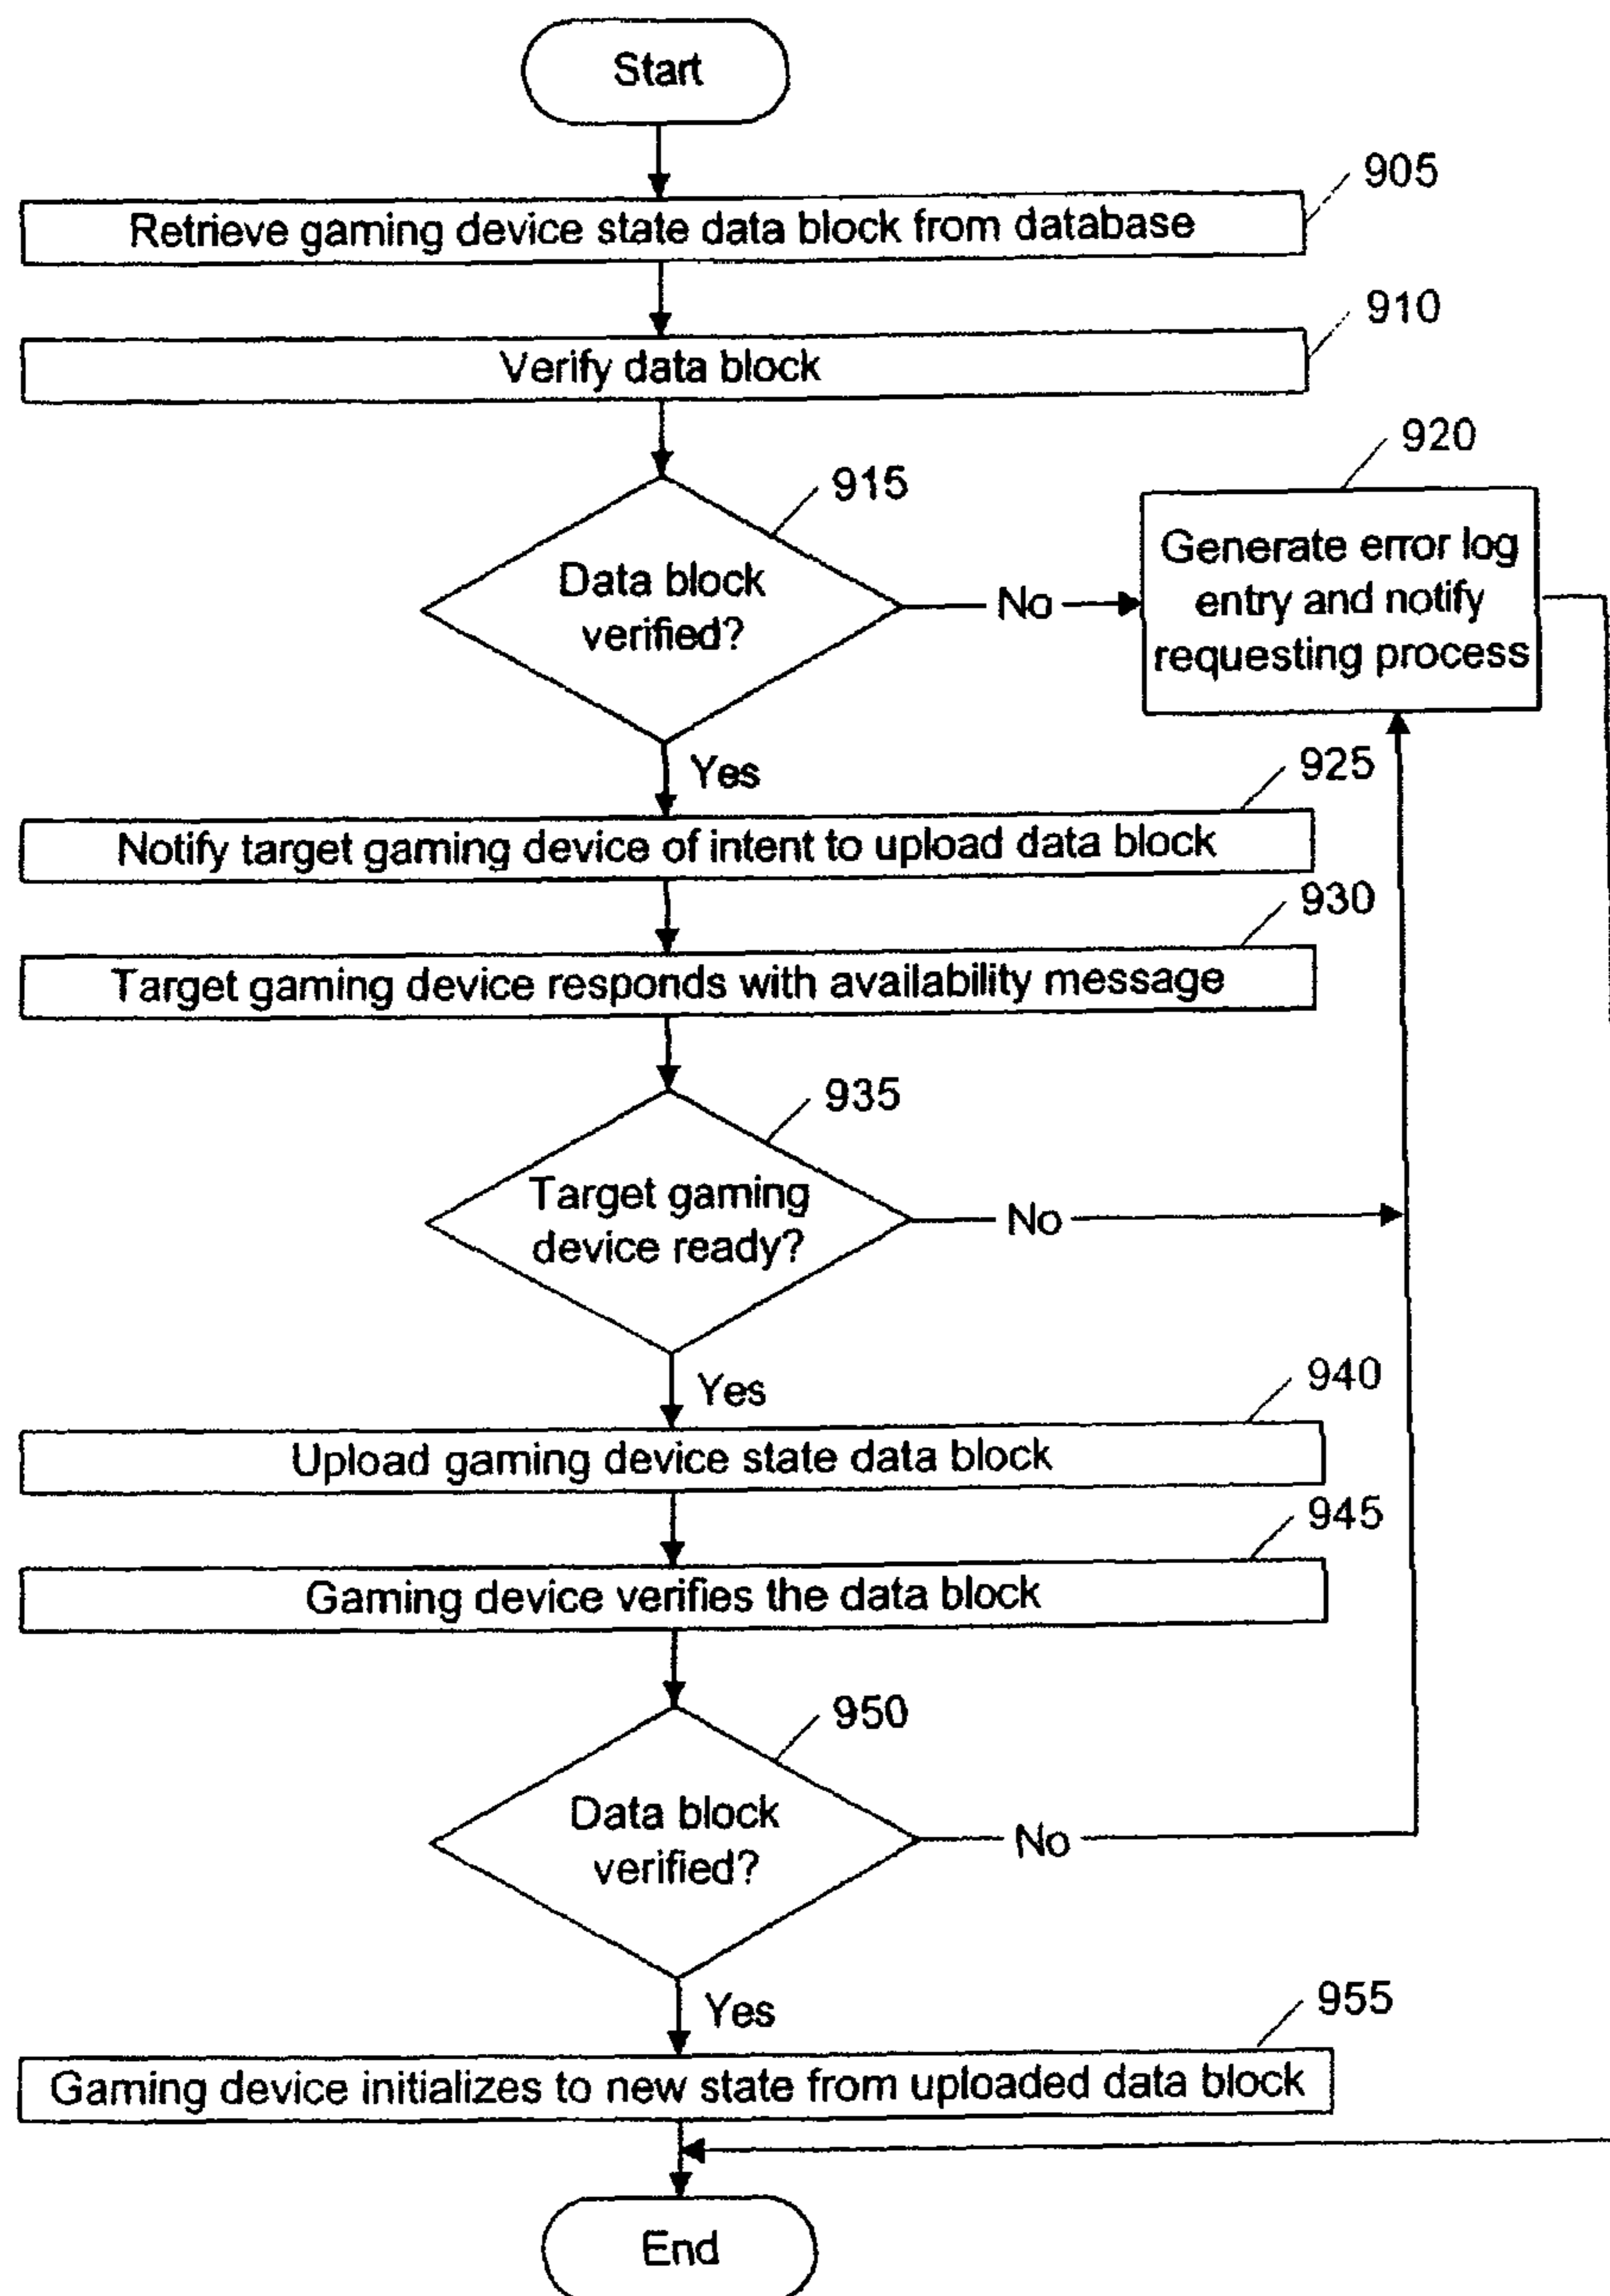 Start
905
Retrieve gaming device state data block from database
910
Verify data block
920
915
Generate error log
entry and notify
requesting process
Data block
verified?
No
Yes
925
Notify target gaming device of intent to upload data block
930
Target gaming device responds with availability message
935
Target gaming
device ready?
No
Yes
940
Upload gaming device state data block
945
Gaming device verifies the data block
950
Data block
verified?
No
Yes
955
Gaming device initializes to new state from uploaded data block
End